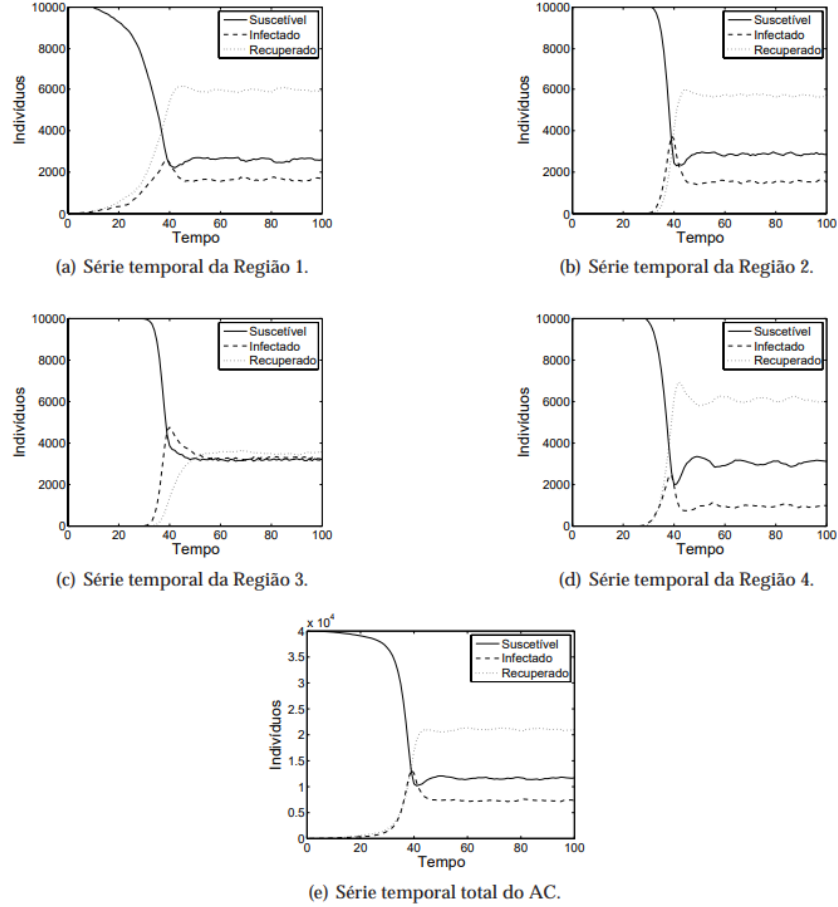 10000
8000
6000
4000
2000
0
0 20 40 60 80 100
Indivíduos
Tempo
Suscetível
Infectado
Recuperado
(a) Série temporal da Região 1.
10000
8000
6000
4000
2000
0
0 20 40 60 80 100
Indivíduos
Tempo
Suscetível
Infectado
Recuperado
(b) Série temporal da Região 2.
10000
8000
6000
4000
2000
0
0 20 40 60 80 100
Indivíduos
Tempo
Suscetível
Infectado
Recuperado
(c) Série temporal da Região 3.
10000
8000
6000
4000
2000
0
0 20 40 60 80 100
Indivíduos
Tempo
Suscetível
Infectado
Recuperado
(d) Série temporal da Região 4.
x 10⁴
4
3.5
3
2.5
2
1.5
1
0.5
0
0 20 40 60 80 100
Indivíduos
Tempo
Suscetível
Infectado
Recuperado
(e) Série temporal total do AC.